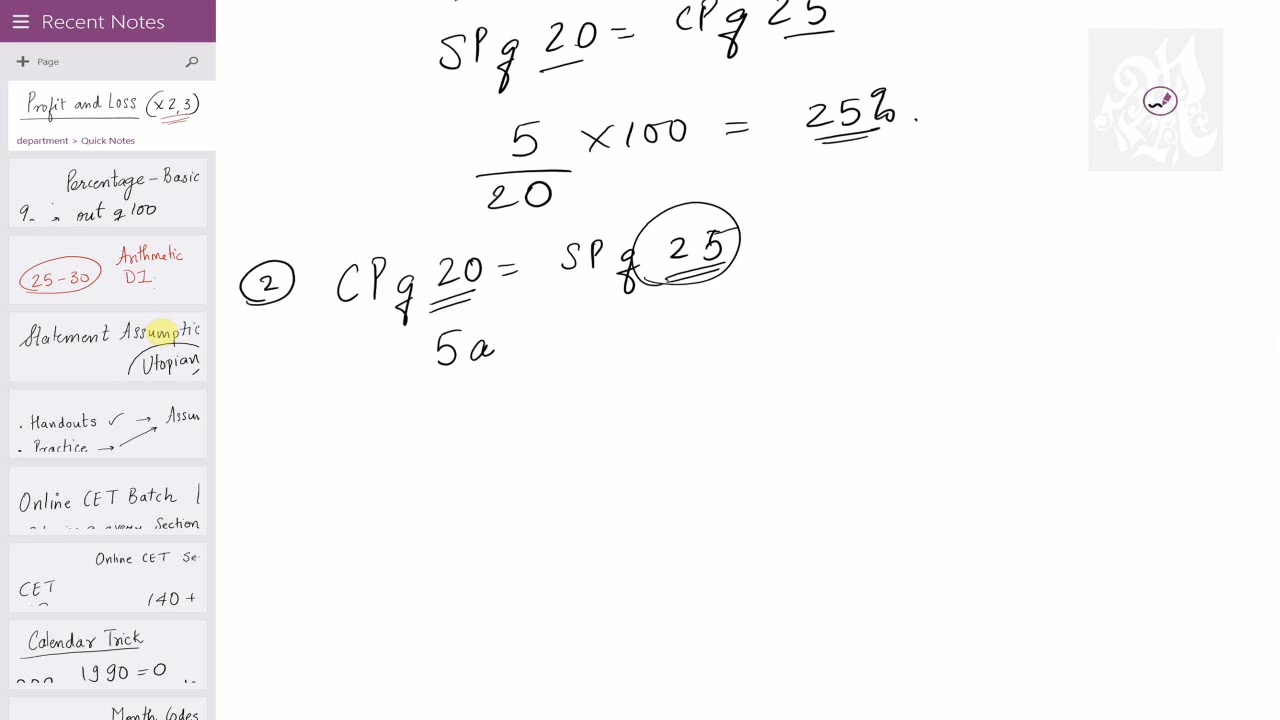 Recent Notes
+ Page
Profit and Loss (x 2,3)
department > Quick Notes
Percentage - Basic
out of 100
Arithmetic
25-30 DI
Statement Assumptic
Utopian,
. Handouts ✓ → Assu
. Practice →
Online CET Batch
Section
Online CET Se
CET
140 +
Calendar Trick
1990 = 0
Month Codes
SP of 20 = CP of 25
5/20 × 100 = 25%.
② CP of 20 = SP of 25
5 a